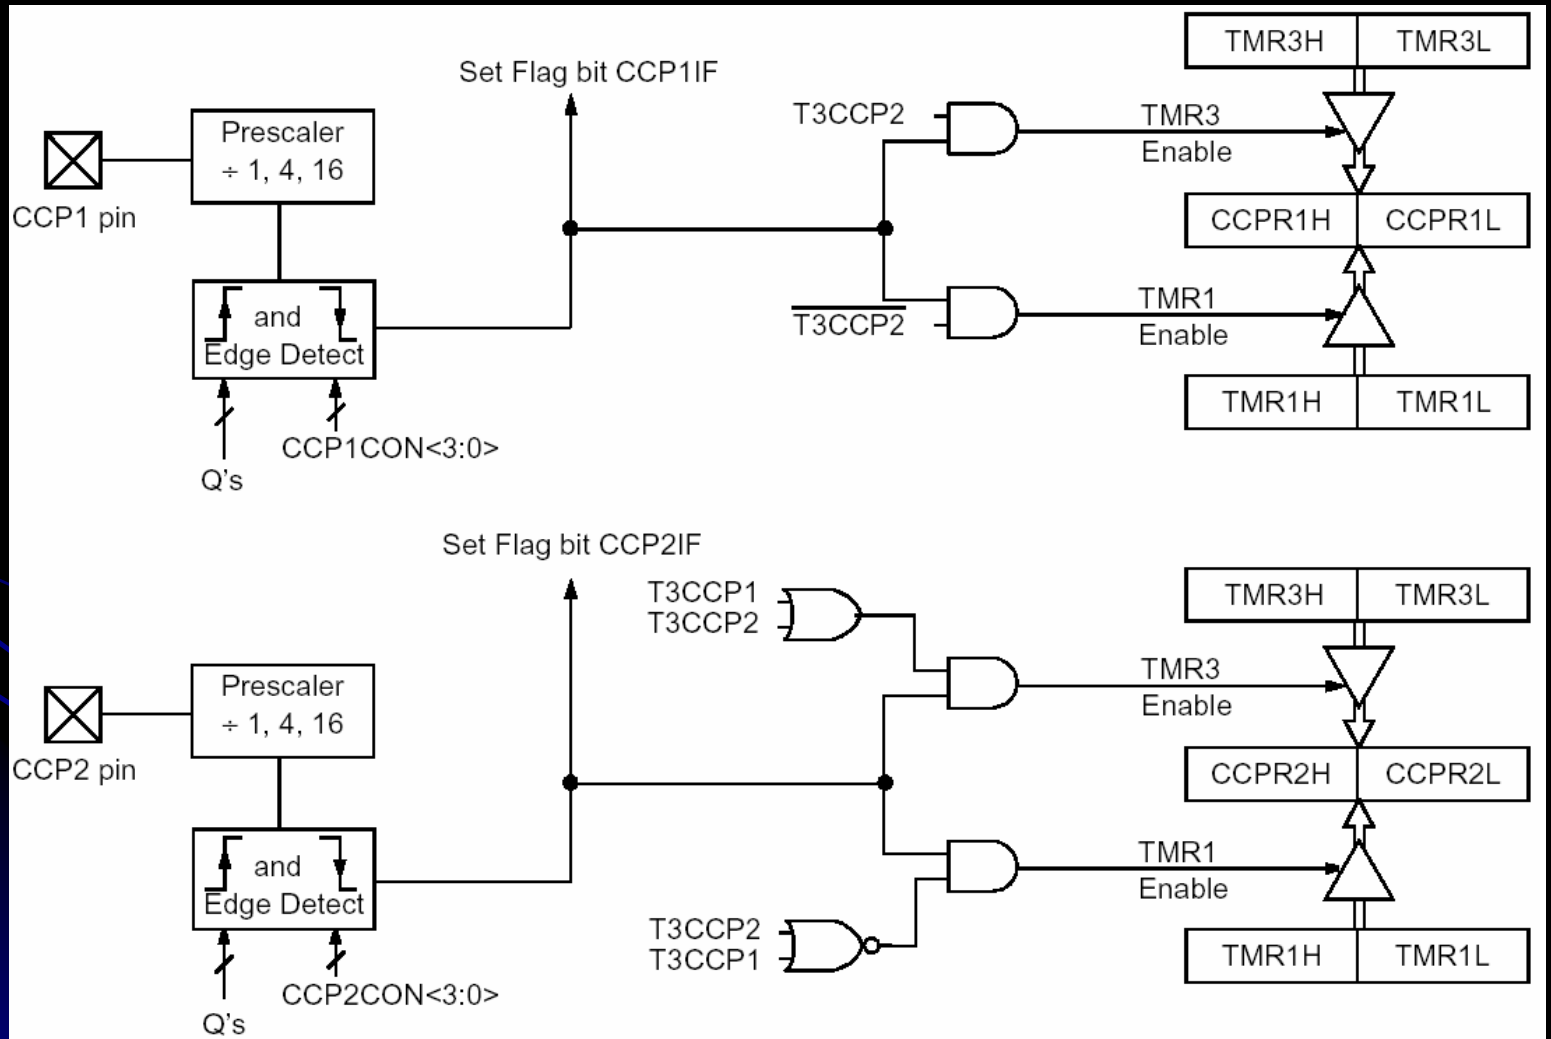 TMR3H TMR3L
Set Flag bit CCP1IF
T3CCP2
TMR3
Enable
Prescaler
÷ 1, 4, 16
CCP1 pin
CCPR1H CCPR1L
and
Edge Detect
T3CCP2
TMR1
Enable
TMR1H TMR1L
CCP1CON<3:0>
Q's
Set Flag bit CCP2IF
T3CCP1
T3CCP2
TMR3H TMR3L
TMR3
Enable
Prescaler
÷ 1, 4, 16
CCP2 pin
CCPR2H CCPR2L
and
Edge Detect
TMR1
Enable
T3CCP2
T3CCP1
TMR1H TMR1L
CCP2CON<3:0>
Q's